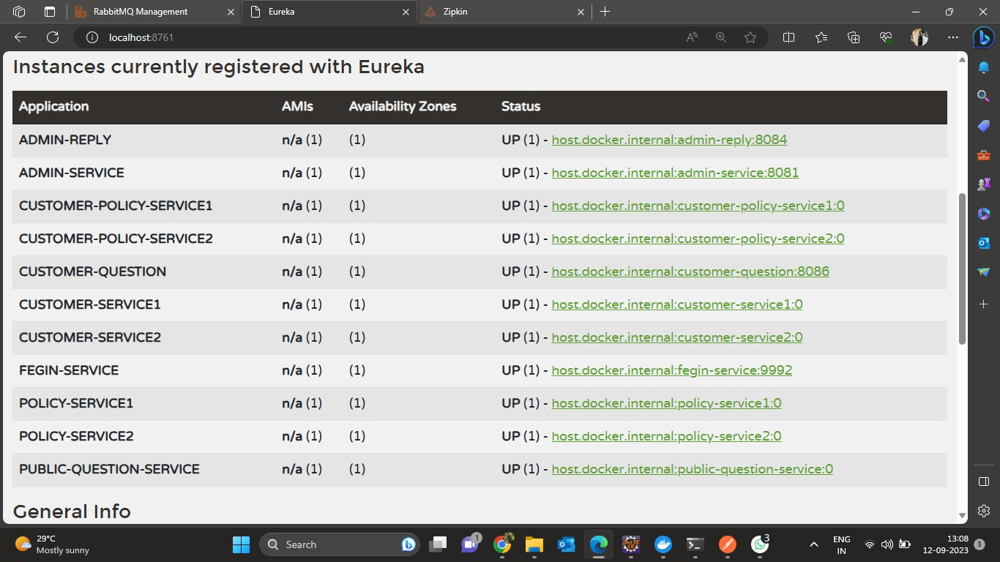 RabbitMQ Management
Eureka
Zipkin
localhost:8761
Instances currently registered with Eureka
Application AMIs Availability Zones Status
ADMIN-REPLY n/a (1) (1) UP (1) - host.docker.internal:admin-reply:8084
ADMIN-SERVICE n/a (1) (1) UP (1) - host.docker.internal:admin-service:8081
CUSTOMER-POLICY-SERVICE1 n/a (1) (1) UP (1) - host.docker.internal:customer-policy-service1:0
CUSTOMER-POLICY-SERVICE2 n/a (1) (1) UP (1) - host.docker.internal:customer-policy-service2:0
CUSTOMER-QUESTION n/a (1) (1) UP (1) - host.docker.internal:customer-question:8086
CUSTOMER-SERVICE1 n/a (1) (1) UP (1) - host.docker.internal:customer-service1:0
CUSTOMER-SERVICE2 n/a (1) (1) UP (1) - host.docker.internal:customer-service2:0
FEGIN-SERVICE n/a (1) (1) UP (1) - host.docker.internal:fegin-service:9992
POLICY-SERVICE1 n/a (1) (1) UP (1) - host.docker.internal:policy-service1:0
POLICY-SERVICE2 n/a (1) (1) UP (1) - host.docker.internal:policy-service2:0
PUBLIC-QUESTION-SERVICE n/a (1) (1) UP (1) - host.docker.internal:public-question-service:0
General Info
29°C
Mostly sunny
Search
1
Java EE
IDE
3
ENG
IN
13:08
12-09-2023
3